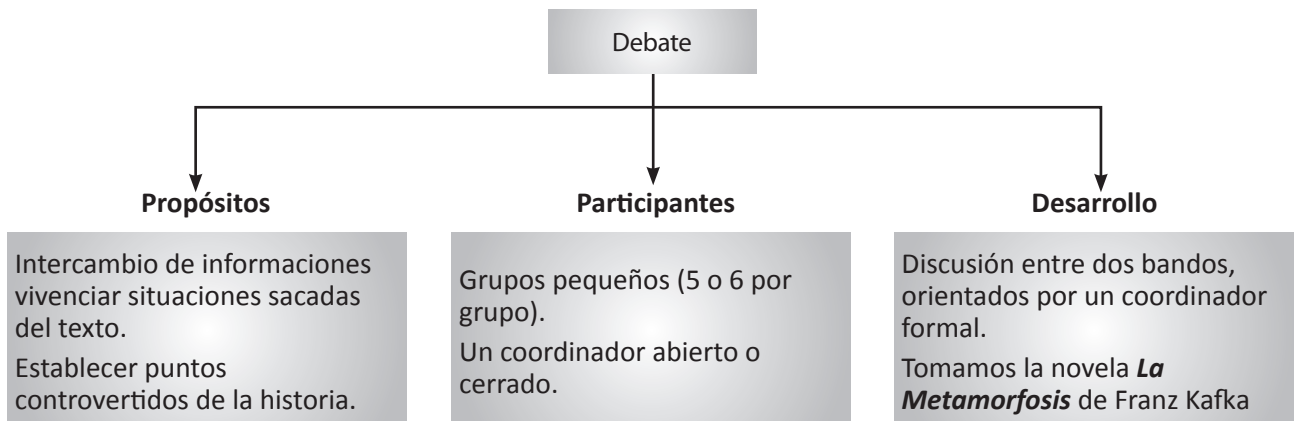 Debate
Propósitos
Intercambio de informaciones
vivenciar situaciones sacadas
del texto.
Establecer puntos
controvertidos de la historia.
Participantes
Grupos pequeños (5 o 6 por
grupo).
Un coordinador abierto o
cerrado.
Desarrollo
Discusión entre dos bandos,
orientados por un coordinador
formal.
Tomamos la novela La
Metamorfosis de Franz Kafka